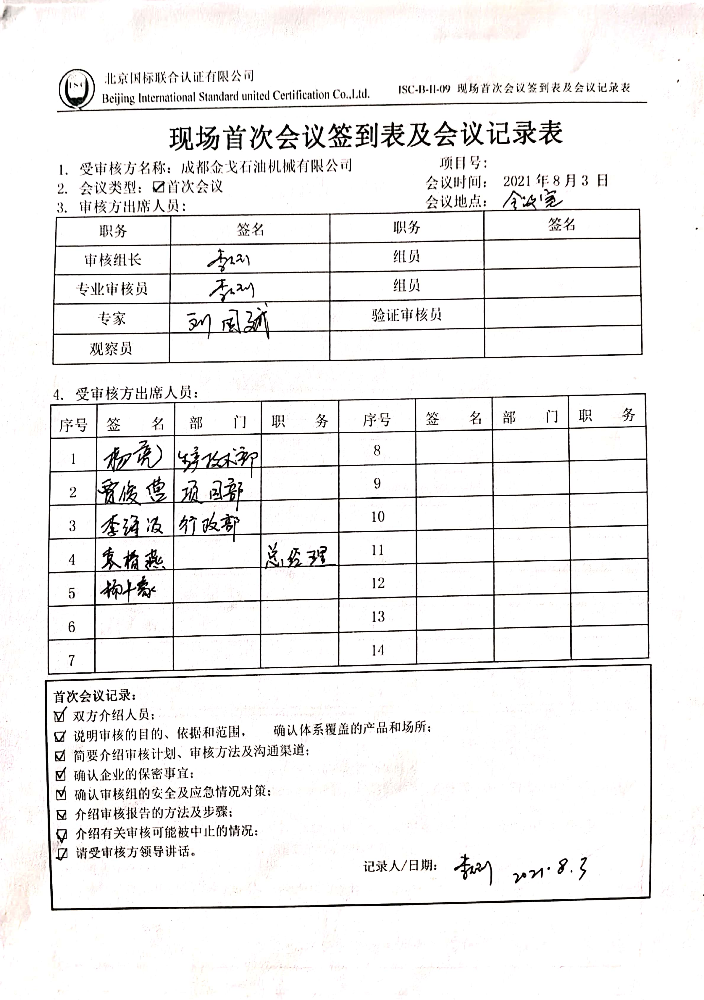 ISC
北京国标联合认证有限公司
Beijing International Standard united Certification Co.,Ltd.
ISC-B-II-09 现场首次会议签到表及会议记录表
现场首次会议签到表及会议记录表
1. 受审核方名称：成都金戈石油机械有限公司 项目号：
2. 会议类型：☑首次会议 会议时间： 2021年8月3日
3. 审核方出席人员： 会议地点： 会议室
职务 签名 职务 签名
审核组长 组员
专业审核员 组员
专家 验证审核员
观察员
4. 受审核方出席人员：
序号 签 名 部 门 职 务 序号 签 名 部 门 职 务
1 杨亮 生产技术部 8
2 贾俊 项目部 9
3 李维 行政部 10
4 袁 燕 总经理 11
5 12
6 13
7 14
首次会议记录：
☑ 双方介绍人员；
☑ 说明审核的目的、依据和范围， 确认体系覆盖的产品和场所；
☑ 简要介绍审核计划、审核方法及沟通渠道；
☑ 确认企业的保密事宜；
☑ 确认审核组的安全及应急情况对策；
☑ 介绍审核报告的方法及步骤；
☑ 介绍有关审核可能被中止的情况：
☑ 请受审核方领导讲话。
记录人/日期： 2021.8.3